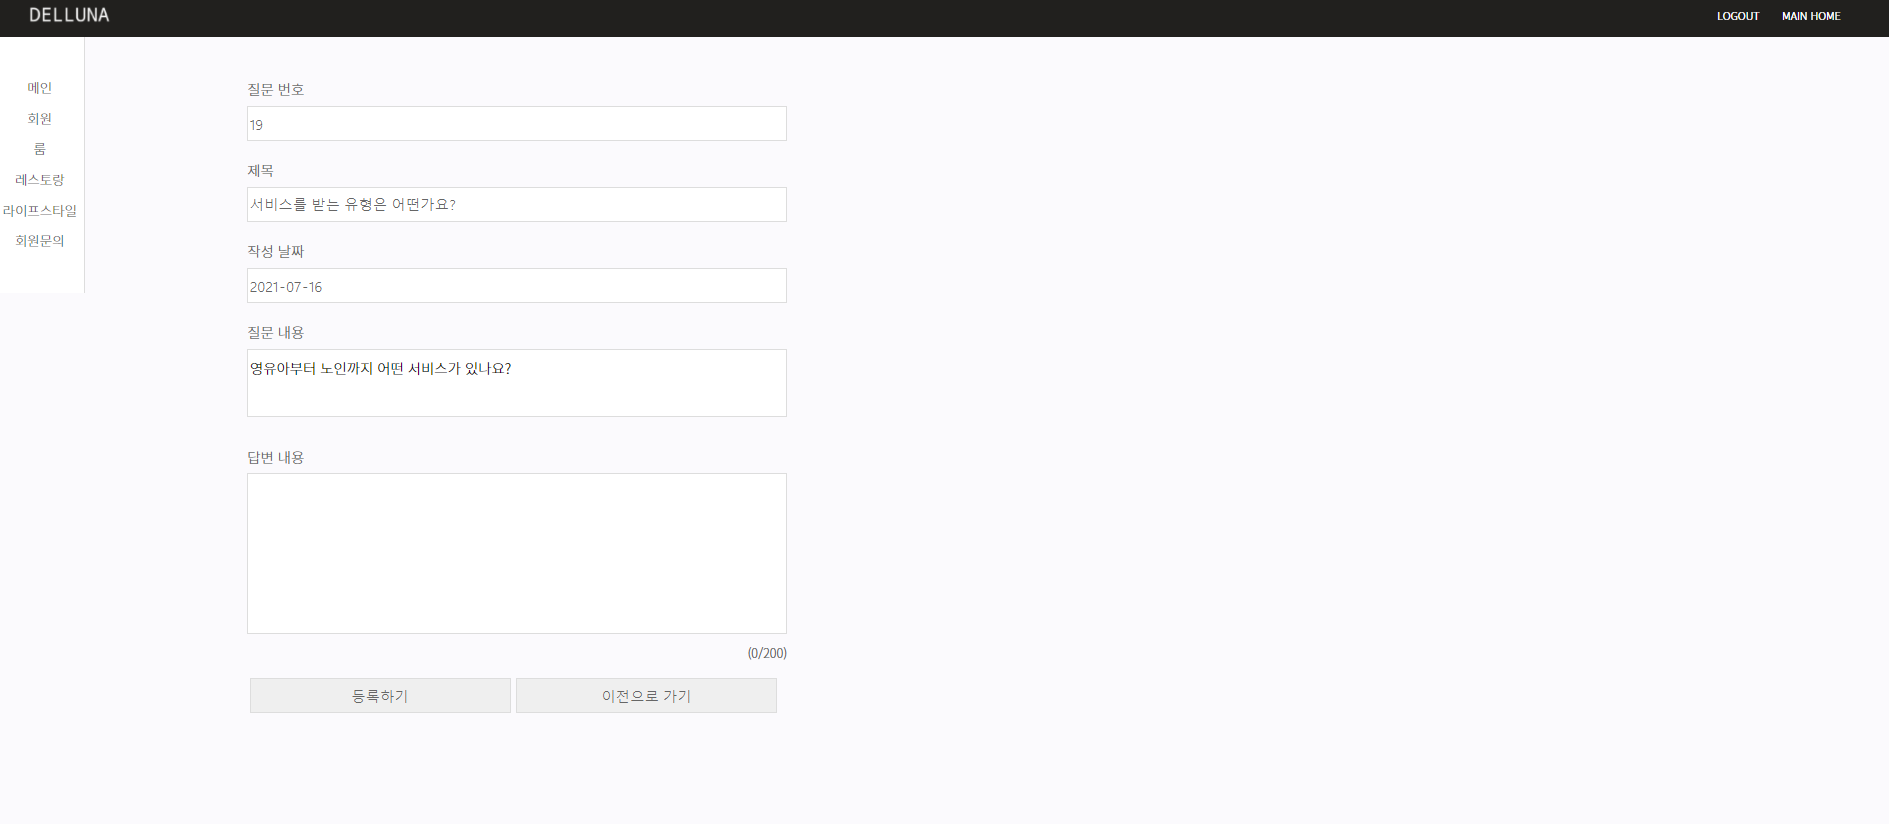 DELLUNA
LOGOUT MAIN HOME
메인
회원
룸
레스토랑
라이프스타일
회원문의
질문 번호
19
제목
서비스를 받는 유형은 어떤가요?
작성 날짜
2021-07-16
질문 내용
영유아부터 노인까지 어떤 서비스가 있나요?
답변 내용
(0/200)
등록하기 이전으로 가기